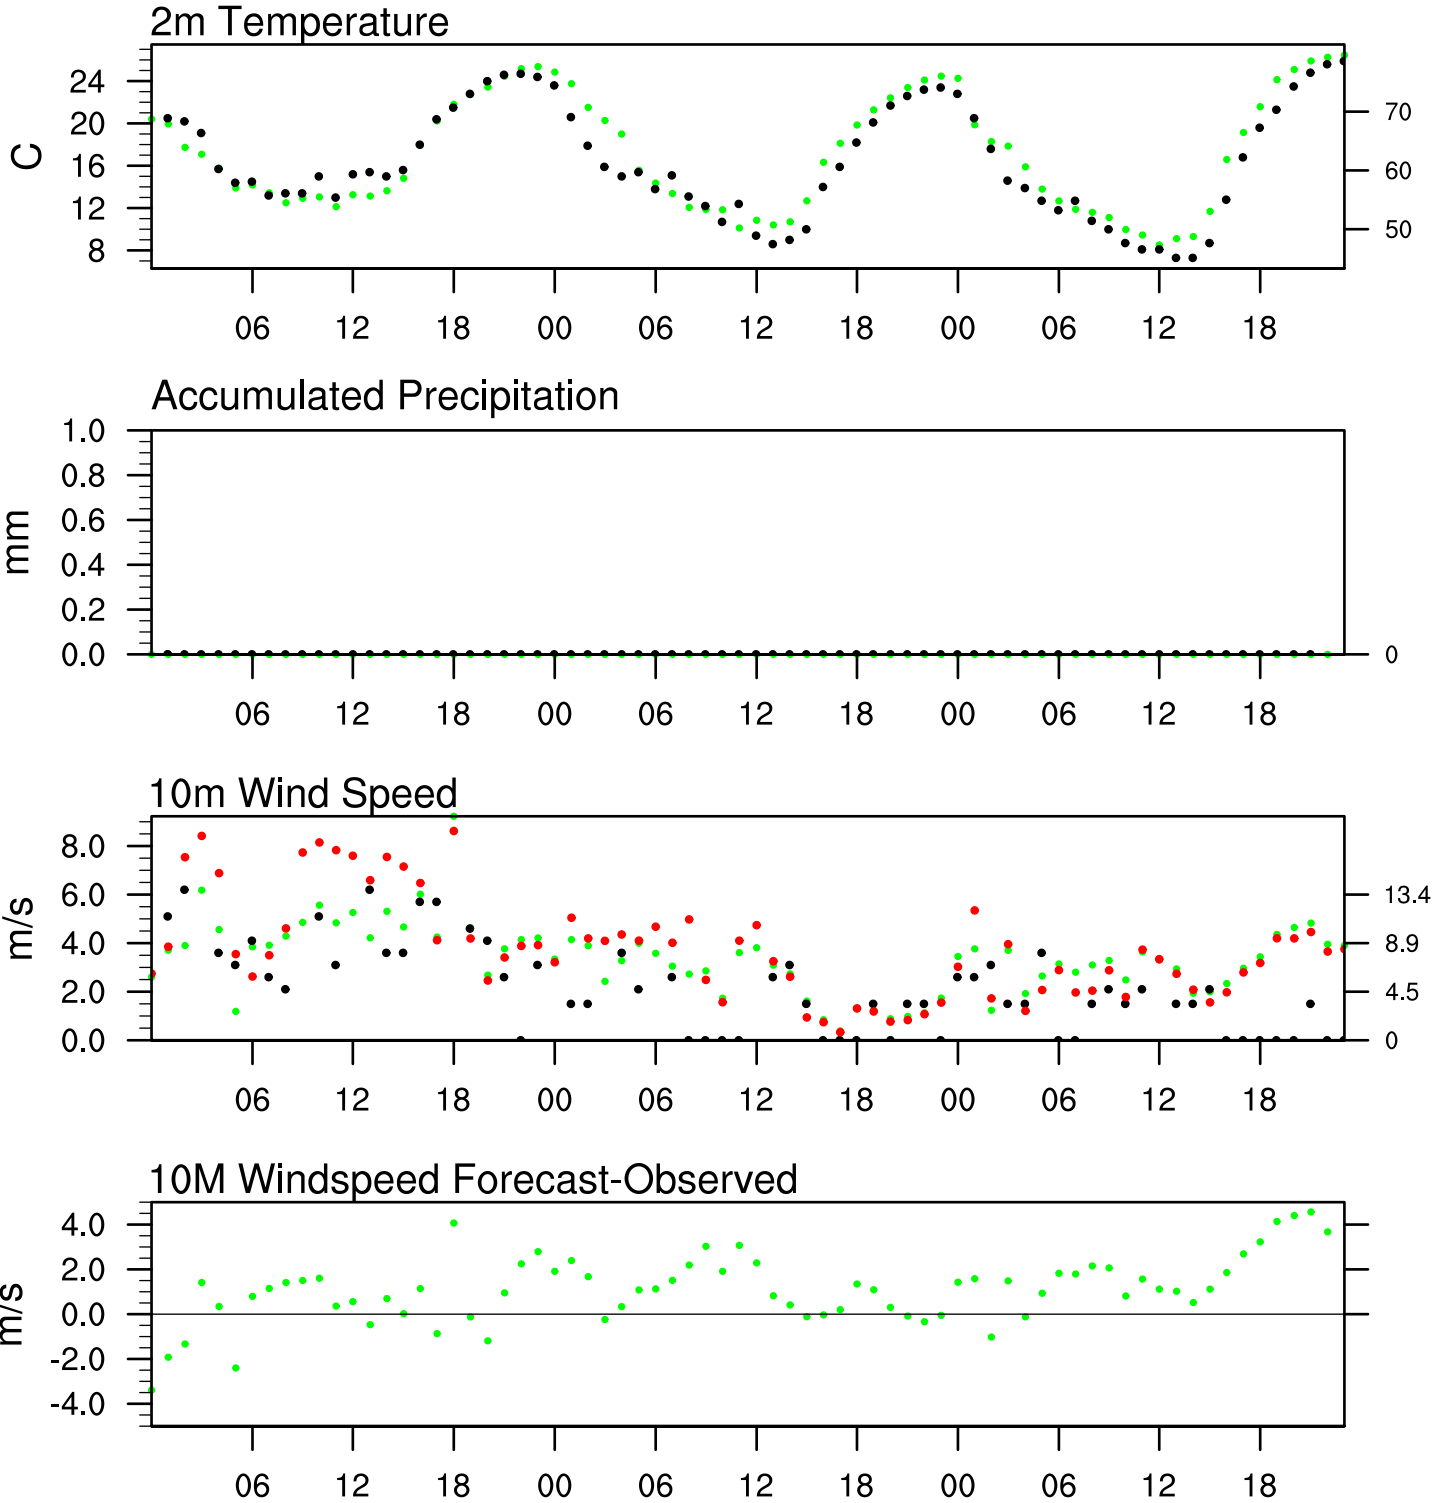 2m Temperature
24
20
16
12
8
C
70
60
50
06 12 18 00 06 12 18 00 06 12 18
Accumulated Precipitation
1.0
0.8
0.6
0.4
0.2
0.0
mm
0
06 12 18 00 06 12 18 00 06 12 18
10m Wind Speed
8.0
6.0
4.0
2.0
0.0
m/s
13.4
8.9
4.5
0
06 12 18 00 06 12 18 00 06 12 18
10M Windspeed Forecast-Observed
4.0
2.0
0.0
-2.0
-4.0
m/s
06 12 18 00 06 12 18 00 06 12 18